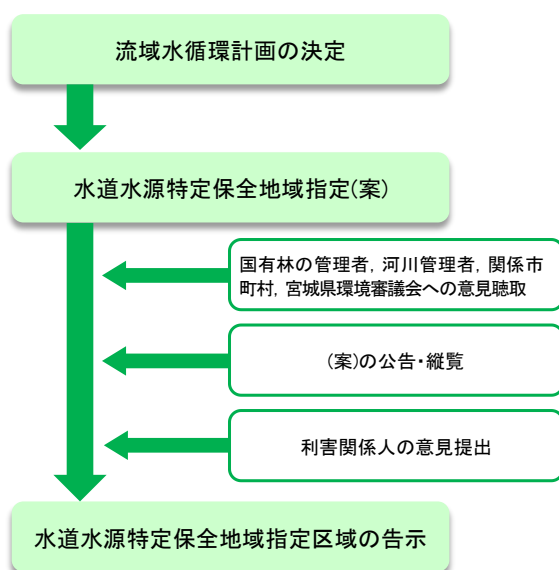 流域水循環計画の決定
水道水源特定保全地域指定(案)
国有林の管理者，河川管理者，関係市
町村，宮城県環境審議会への意見聴取
(案)の公告・縦覧
利害関係人の意見提出
水道水源特定保全地域指定区域の告示